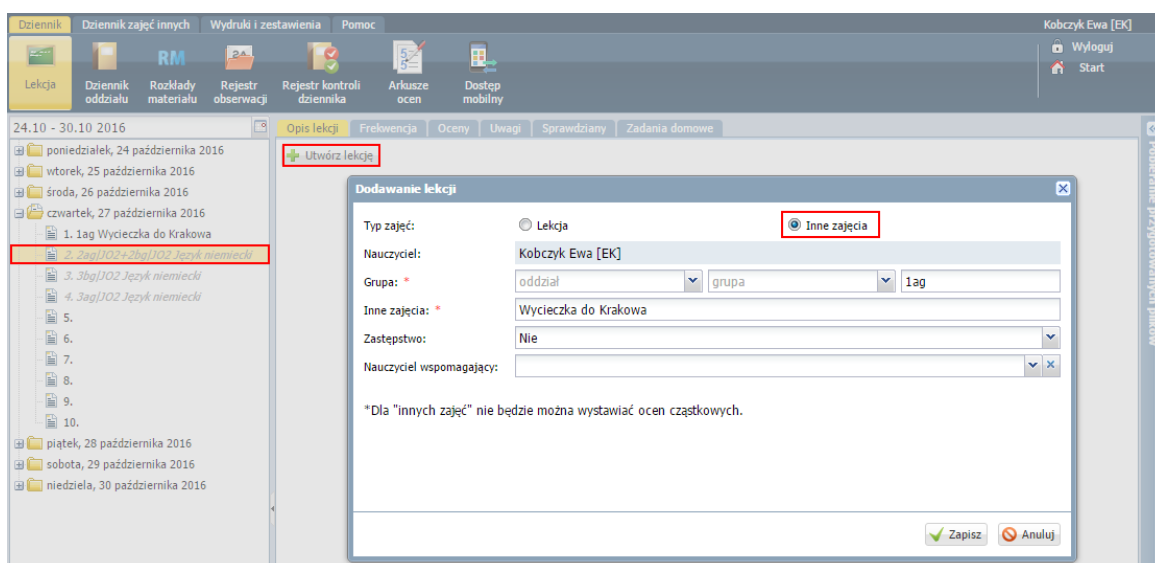 Dziennik Dziennik zajęć innych Wydruki i zestawienia Pomoc Kobczyk Ewa [EK]
Lekcja
Dziennik oddziału
RM
Rozkłady materiału
2A
Rejestr obserwacji
Rejestr kontroli dziennika
Arkusze ocen
Dostęp mobilny
Wyloguj
Start
24.10 - 30.10 2016
poniedziałek, 24 października 2016
wtorek, 25 października 2016
środa, 26 października 2016
czwartek, 27 października 2016
1. 1ag Wycieczka do Krakowa
2. 2ag|JO2+2bg|JO2 Język niemiecki
3. 3bg|JO2 Język niemiecki
4. 3ag|JO2 Język niemiecki
5.
6.
7.
8.
9.
10.
piątek, 28 października 2016
sobota, 29 października 2016
niedziela, 30 października 2016
Opis lekcji Frekwencja Oceny Uwagi Sprawdziany Zadania domowe
Utwórz lekcję
Dodawanie lekcji
Typ zajęć: Lekcja Inne zajęcia
Nauczyciel: Kobczyk Ewa [EK]
Grupa: * oddział grupa 1ag
Inne zajęcia: * Wycieczka do Krakowa
Zastępstwo: Nie
Nauczyciel wspomagający:
*Dla "innych zajęć" nie będzie można wystawiać ocen cząstkowych.
Zapisz Anuluj
Pobieranie przygotowanych plików